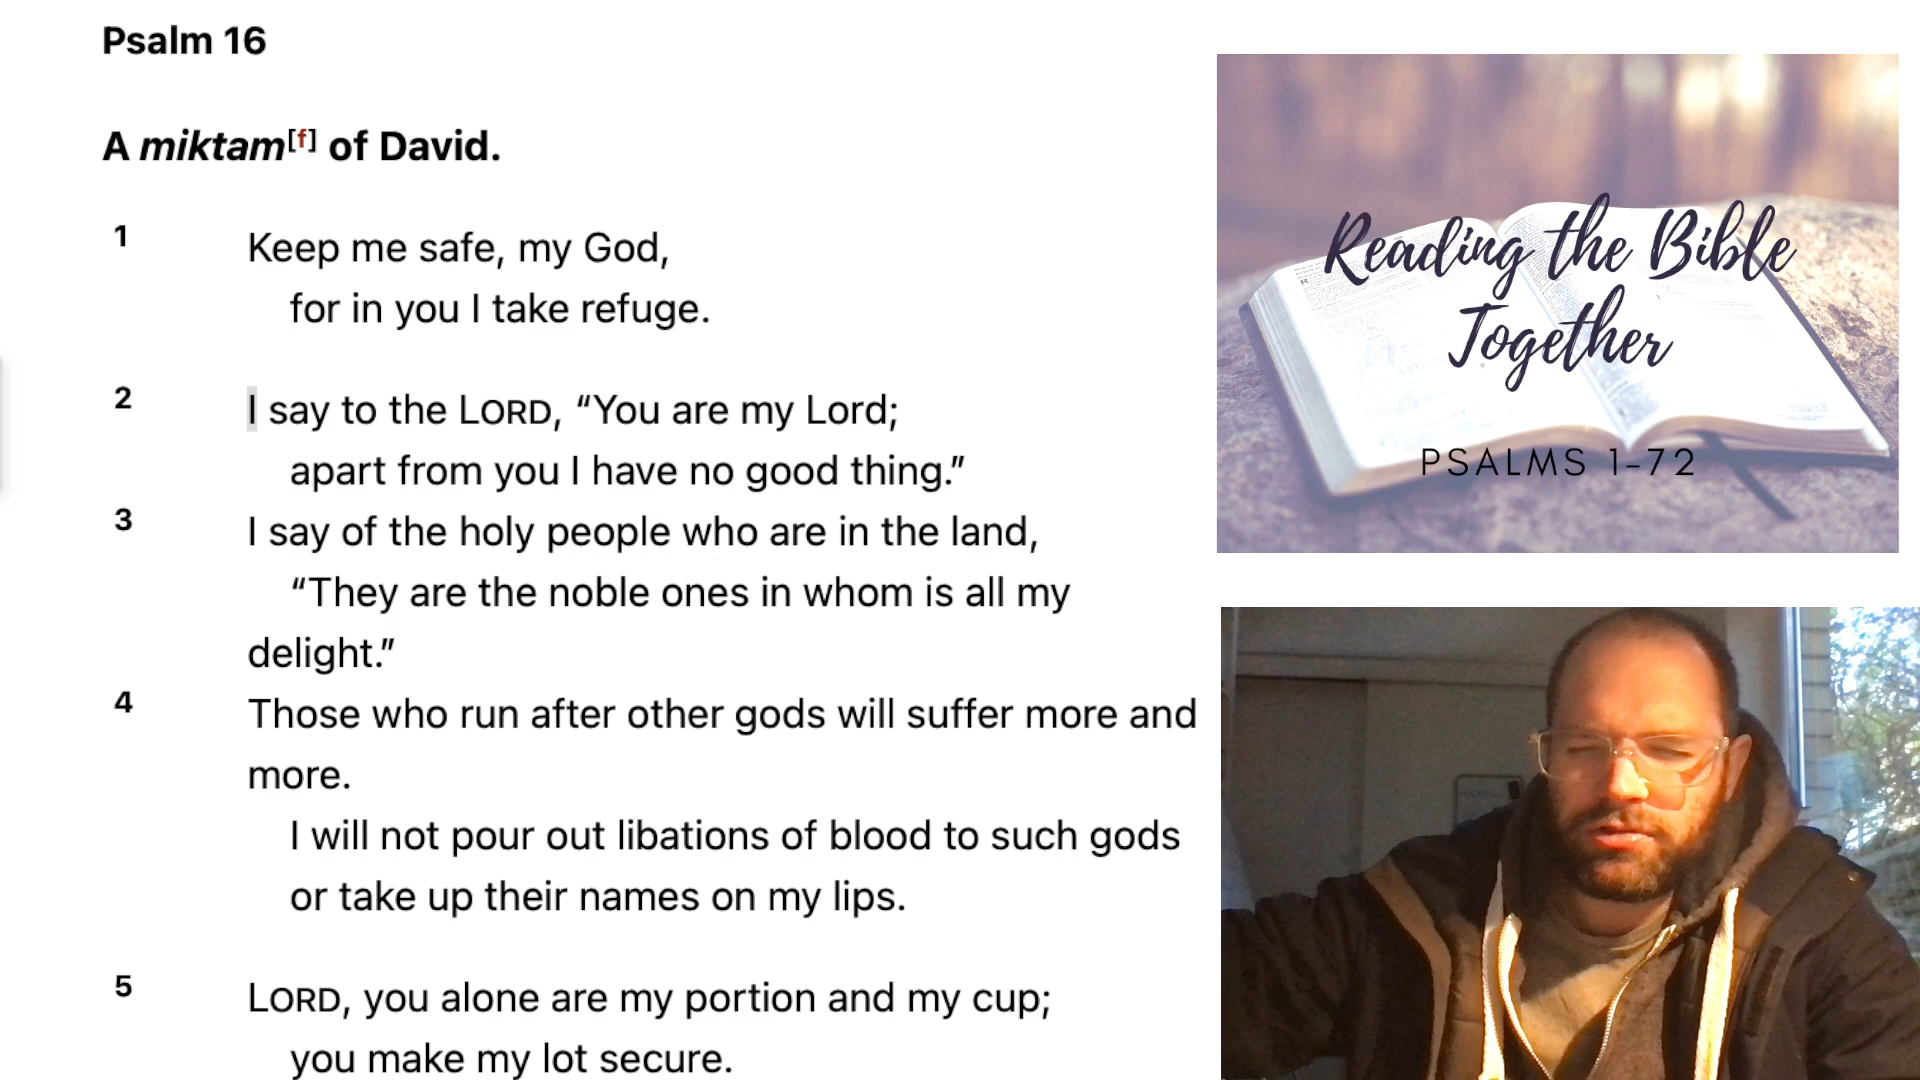 Psalm 16
A miktam[f] of David.
1 Keep me safe, my God,
for in you I take refuge.
2 I say to the LORD, “You are my Lord;
apart from you I have no good thing.”
3 I say of the holy people who are in the land,
“They are the noble ones in whom is all my
delight.”
4 Those who run after other gods will suffer more and
more.
I will not pour out libations of blood to such gods
or take up their names on my lips.
5 LORD, you alone are my portion and my cup;
you make my lot secure.
Reading the Bible
Together
PSALMS 1-72